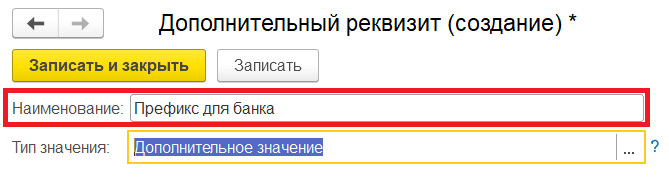 Дополнительный реквизит (создание) *
Записать и закрыть Записать
Наименование: Префикс для банка
Тип значения: Дополнительное значение ... ?